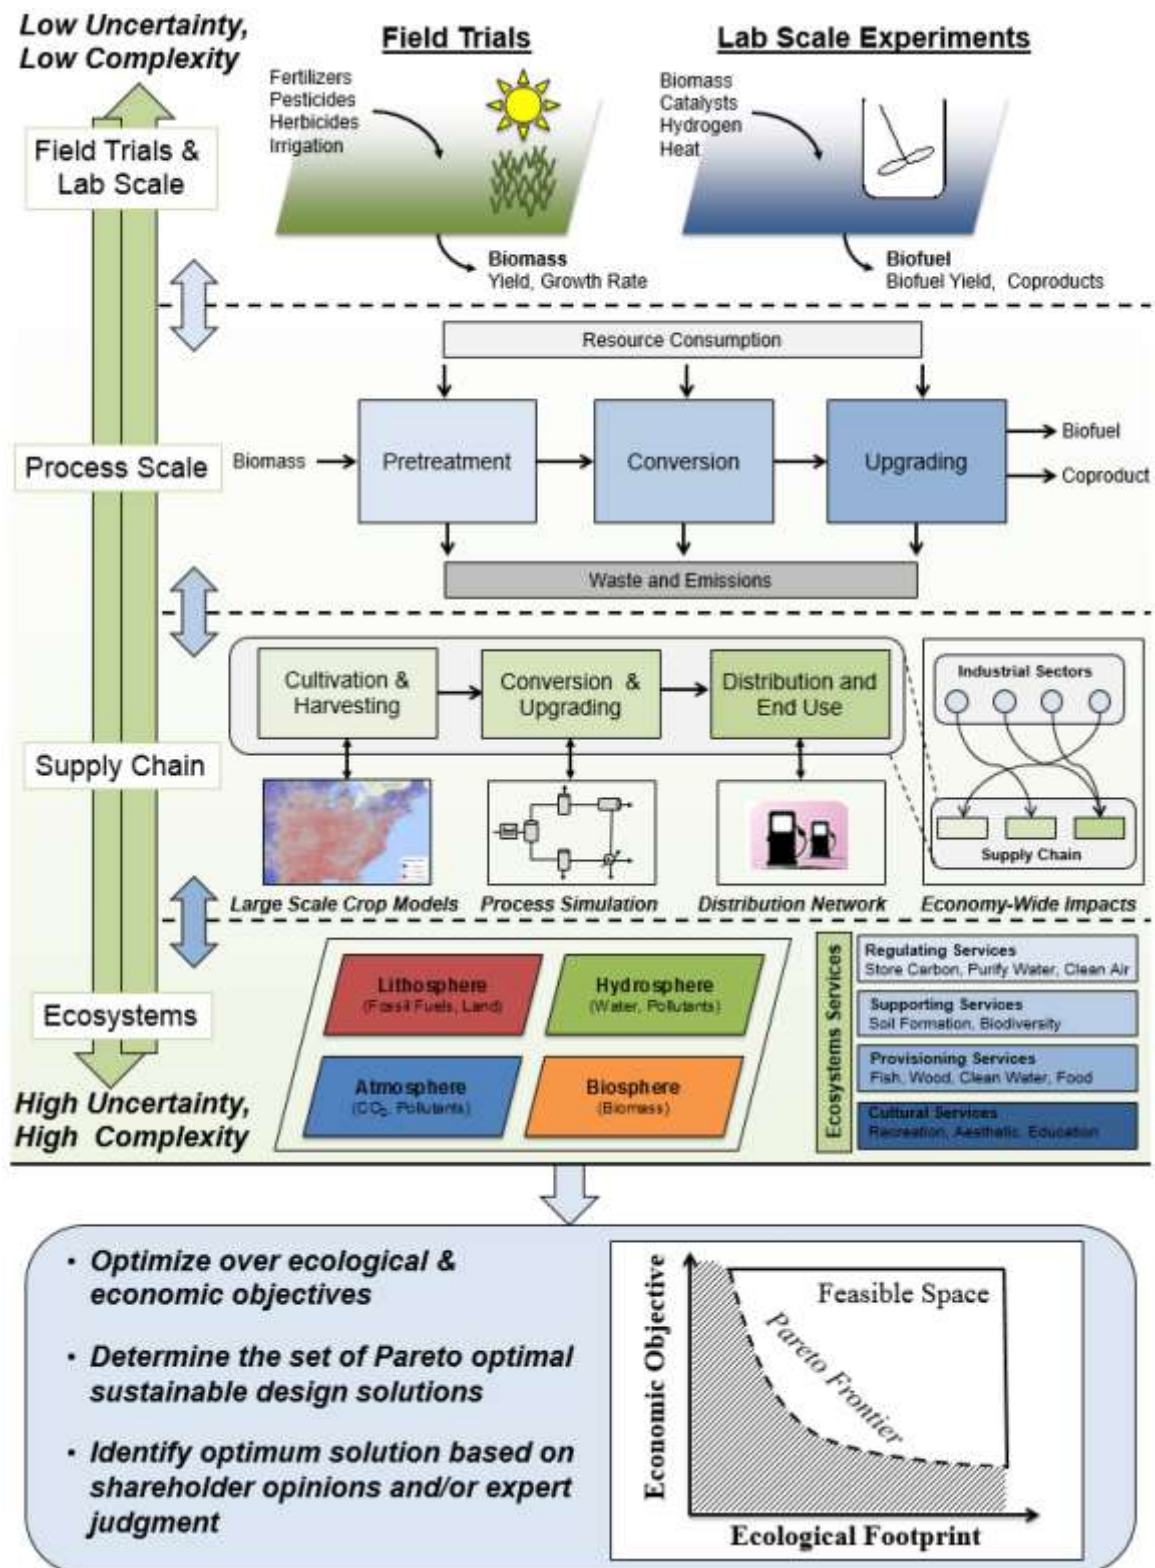 Low Uncertainty,
Low Complexity
Field Trials &
Lab Scale
Field Trials
Fertilizers
Pesticides
Herbicides
Irrigation
Biomass
Yield, Growth Rate
Lab Scale Experiments
Biomass
Catalysts
Hydrogen
Heat
Biofuel
Biofuel Yield, Coproducts
Process Scale
Resource Consumption
Biomass
Pretreatment
Conversion
Upgrading
Biofuel
Coproduct
Waste and Emissions
Supply Chain
Cultivation &
Harvesting
Conversion &
Upgrading
Distribution and
End Use
Large Scale Crop Models
Process Simulation
Distribution Network
Industrial Sectors
Supply Chain
Economy-Wide Impacts
Ecosystems
High Uncertainty,
High Complexity
Lithosphere
(Fossil Fuels, Land)
Hydrosphere
(Water, Pollutants)
Atmosphere
(CO₂, Pollutants)
Biosphere
(Biomass)
Ecosystems Services
Regulating Services
Store Carbon, Purify Water, Clean Air
Supporting Services
Soil Formation, Biodiversity
Provisioning Services
Fish, Wood, Clean Water, Food
Cultural Services
Recreation, Aesthetic, Education
• Optimize over ecological &
economic objectives
• Determine the set of Pareto optimal
sustainable design solutions
• Identify optimum solution based on
shareholder opinions and/or expert
judgment
Economic Objective
Feasible Space
Pareto Frontier
Ecological Footprint